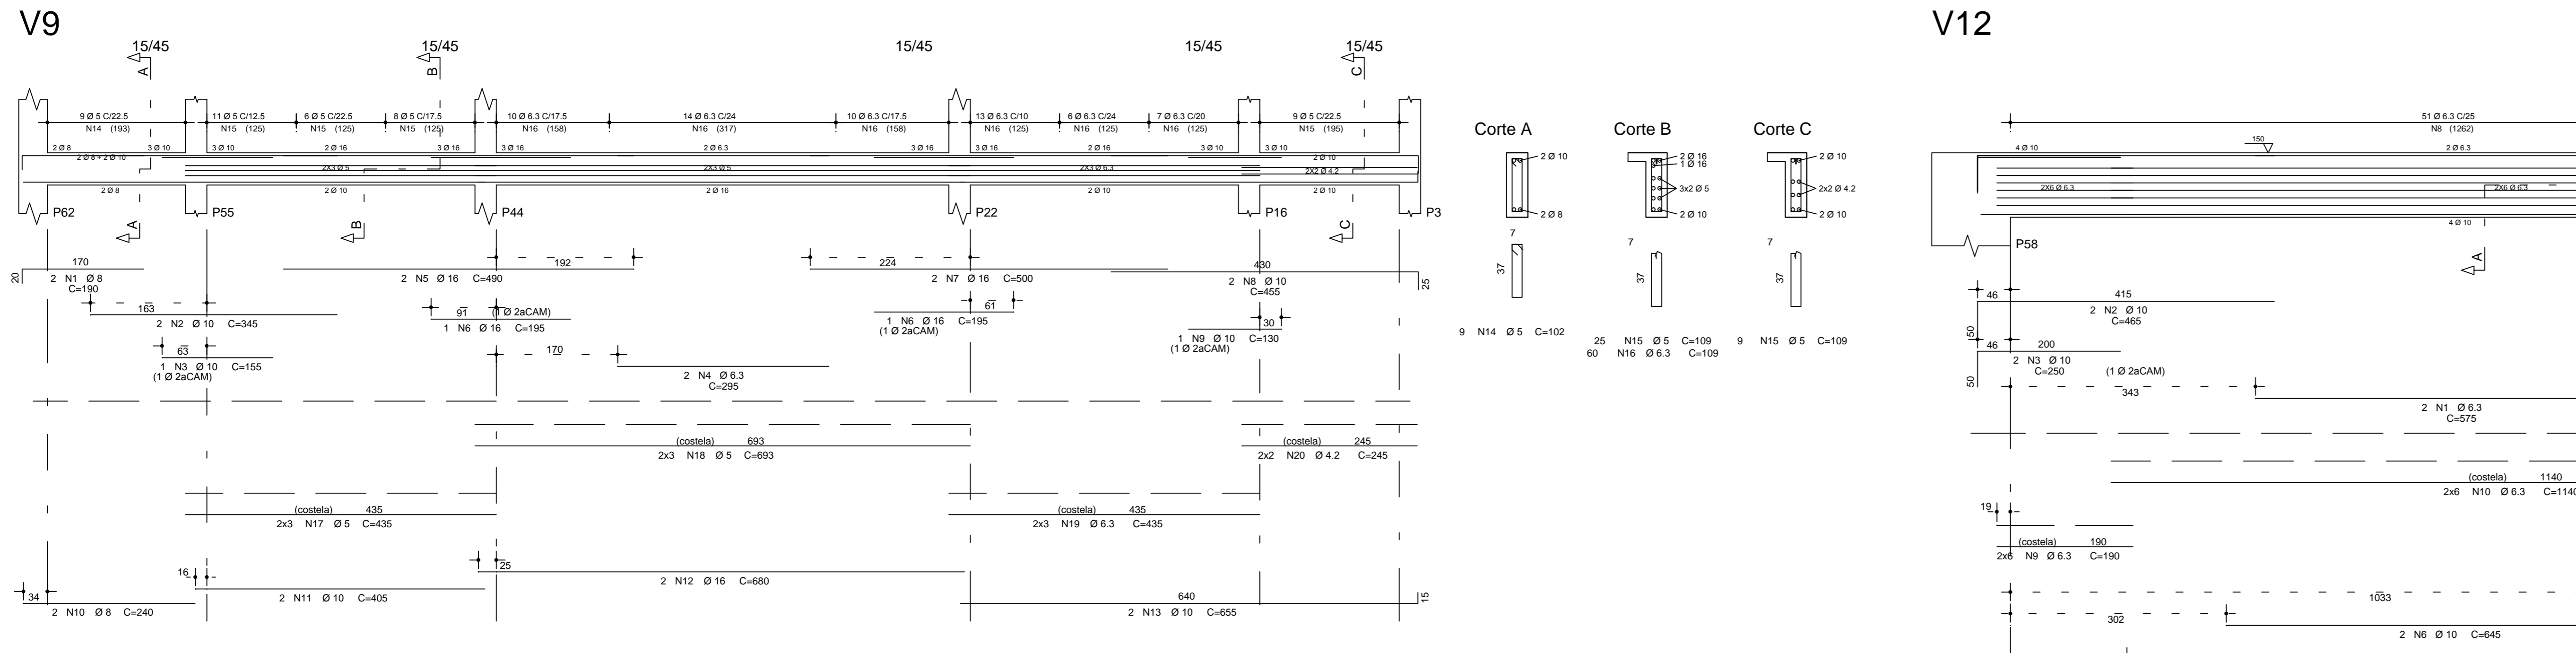 V9
V12
15/45
15/45
15/45
15/45
15/45
A
B
C
9 Ø 5 C/22.5
11 Ø 5 C/12.5
6 Ø 5 C/22.5
8 Ø 5 C/17.5
10 Ø 6.3 C/17.5
14 Ø 6.3 C/24
10 Ø 6.3 C/17.5
13 Ø 6.3 C/10
6 Ø 6.3 C/24
7 Ø 6.3 C/20
9 Ø 5 C/22.5
N14 (193)
N15 (125)
N15 (125)
N15 (125)
N16 (158)
N16 (317)
N16 (158)
N16 (125)
N16 (125)
N16 (125)
N15 (195)
2 Ø 8
3 Ø 10
3 Ø 10
2 Ø 16
3 Ø 16
3 Ø 16
2 Ø 6.3
3 Ø 16
3 Ø 16
2 Ø 16
3 Ø 10
3 Ø 10
2 Ø 8 + 2 Ø 10
2 Ø 10
2X3 Ø 5
2X3 Ø 5
2X3 Ø 6.3
2X2 Ø 4.2
2 Ø 8
2 Ø 10
2 Ø 16
2 Ø 10
2 Ø 10
P62
P55
P44
P22
P16
P3
A
B
C
170
20
2 N1 Ø 8
C=190
163
2 N2 Ø 10 C=345
63
1 N3 Ø 10 C=155
(1 Ø 2aCAM)
192
2 N5 Ø 16 C=490
91
(1 Ø 2aCAM)
1 N6 Ø 16 C=195
170
2 N4 Ø 6.3
C=295
224
2 N7 Ø 16 C=500
61
1 N6 Ø 16 C=195
(1 Ø 2aCAM)
430
25
2 N8 Ø 10
C=455
30
1 N9 Ø 10 C=130
(1 Ø 2aCAM)
(costela) 693
2x3 N18 Ø 5 C=693
(costela) 245
2x2 N20 Ø 4.2 C=245
(costela) 435
2x3 N17 Ø 5 C=435
(costela) 435
2x3 N19 Ø 6.3 C=435
34
2 N10 Ø 8 C=240
16
2 N11 Ø 10 C=405
25
2 N12 Ø 16 C=680
640
15
2 N13 Ø 10 C=655
Corte A
2 Ø 10
2 Ø 8
7
37
9 N14 Ø 5 C=102
Corte B
2 Ø 16
1 Ø 16
3x2 Ø 5
2 Ø 10
7
37
25 N15 Ø 5 C=109
60 N16 Ø 6.3 C=109
Corte C
2 Ø 10
2x2 Ø 4.2
2 Ø 10
7
37
9 N15 Ø 5 C=109
51 Ø 6.3 C/25
N8 (1262)
150
4 Ø 10
2 Ø 6.3
2X6 Ø 6.3
2X6 Ø 6.3
4 Ø 10
P58
A
46
415
2 N2 Ø 10
C=465
50
46
200
2 N3 Ø 10
C=250
(1 Ø 2aCAM)
50
343
2 N1 Ø 6.3
C=575
(costela) 1140
2x6 N10 Ø 6.3 C=1140
19
(costela) 190
2x6 N9 Ø 6.3 C=190
1033
302
2 N6 Ø 10 C=645